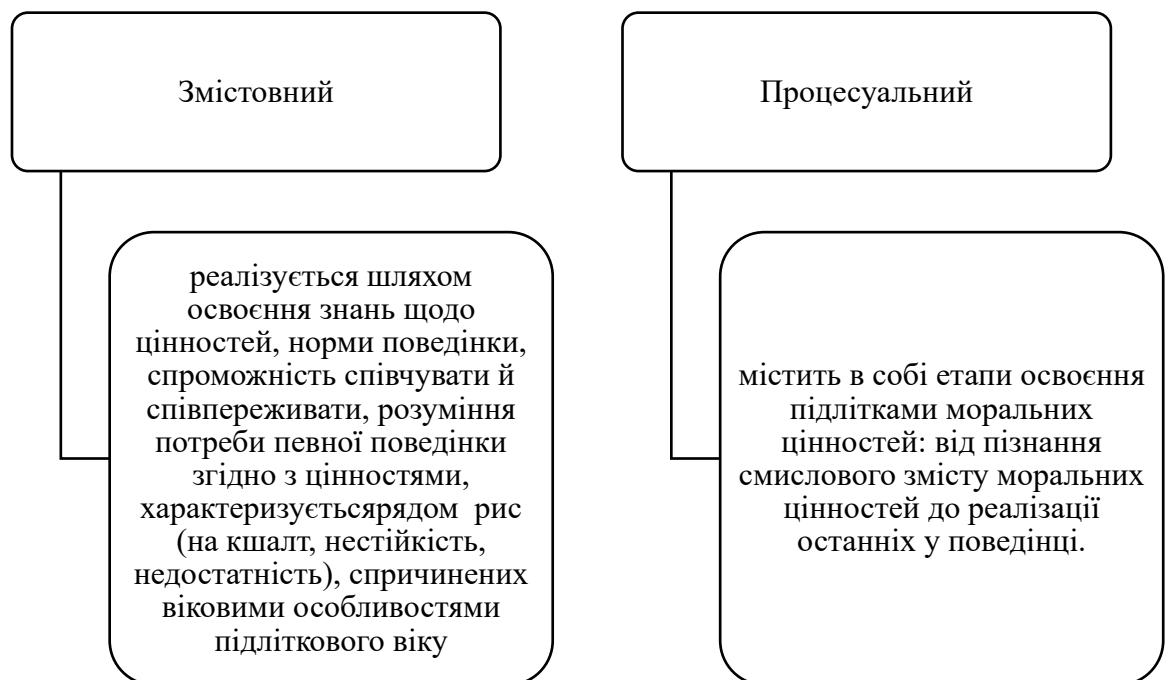 Змістовний
реалізується шляхом
освоєння знань щодо
цінностей, норми поведінки,
спроможність співчувати й
співпереживати, розуміння
потреби певної поведінки
згідно з цінностями,
характеризуєтьсярядом рис
(на кшалт, нестійкість,
недостатність), спричинених
віковими особливостями
підліткового віку
Процесуальний
містить в собі етапи освоєння
підлітками моральних
цінностей: від пізнання
смислового змісту моральних
цінностей до реалізації
останніх у поведінці.